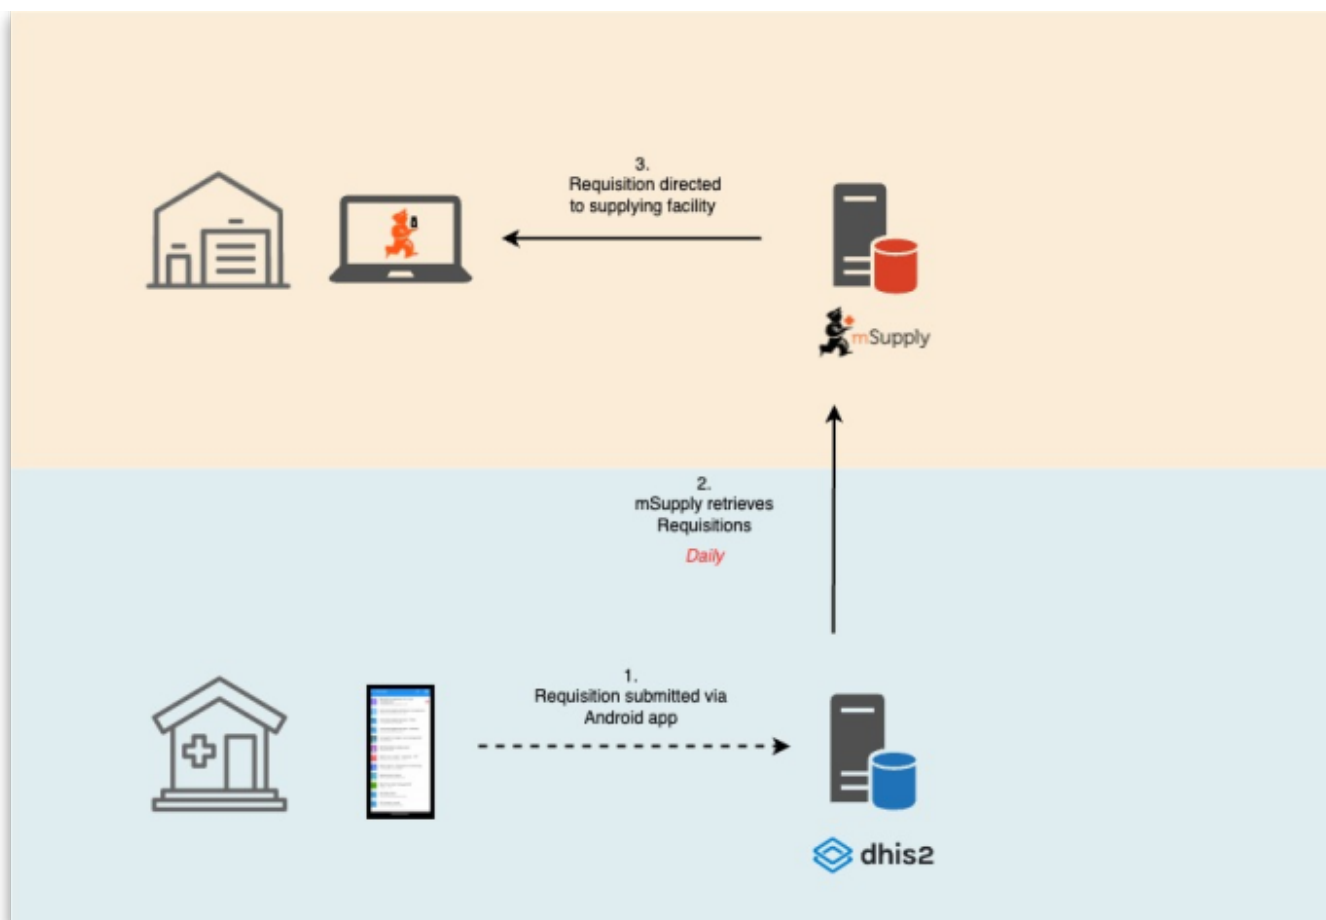 3.
Requisition directed
to supplying facility
mSupply
2.
mSupply retrieves
Requisitions
Daily
1.
Requisition submitted via
Android app
dhis2